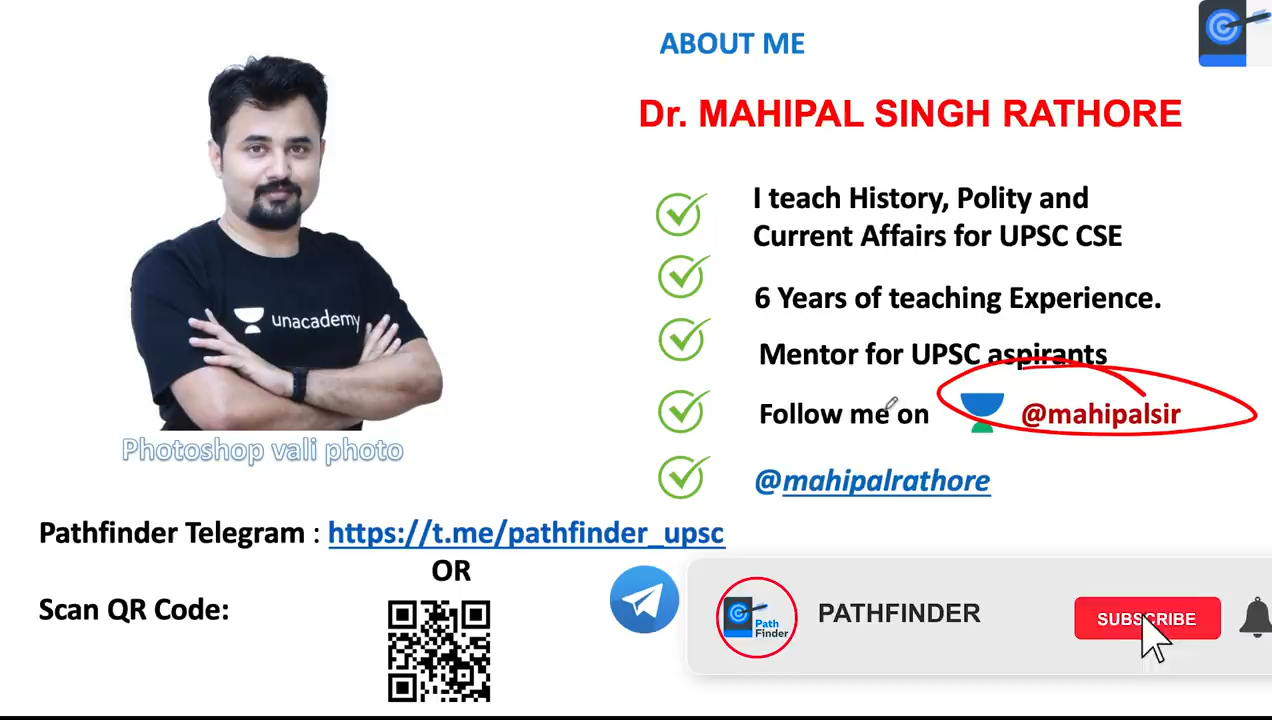 ABOUT ME
Dr. MAHIPAL SINGH RATHORE
I teach History, Polity and
Current Affairs for UPSC CSE
6 Years of teaching Experience.
Mentor for UPSC aspirants
Follow me on @mahipalsir
@mahipalrathore
unacademy
Photoshop vali photo
Pathfinder Telegram : https://t.me/pathfinder_upsc
OR
Scan QR Code:
Path
Finder
PATHFINDER
SUBSCRIBE